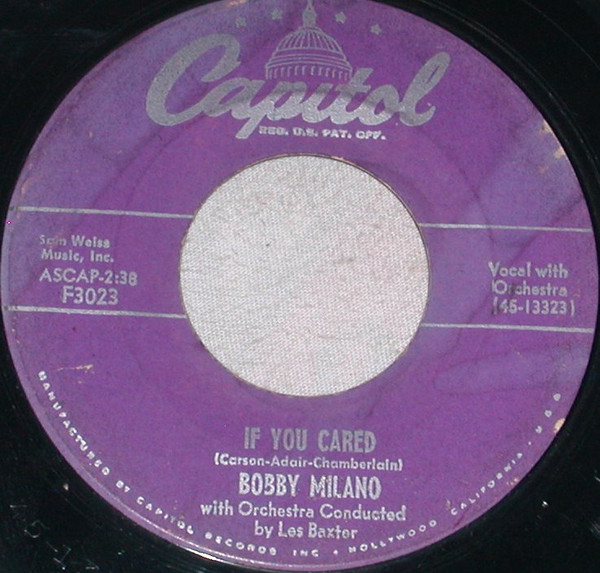 Capitol
REG. U.S. PAT. OFF.
Sam Weiss
Music, Inc.
ASCAP-2:38
F3023
Vocal with
Orchestra
(45-13323)
IF YOU CARED
(Carson-Adair-Chamberlain)
BOBBY MILANO
with Orchestra Conducted
by Les Baxter
MANUFACTURED BY CAPITOL RECORDS INC • HOLLYWOOD CALIFORNIA •